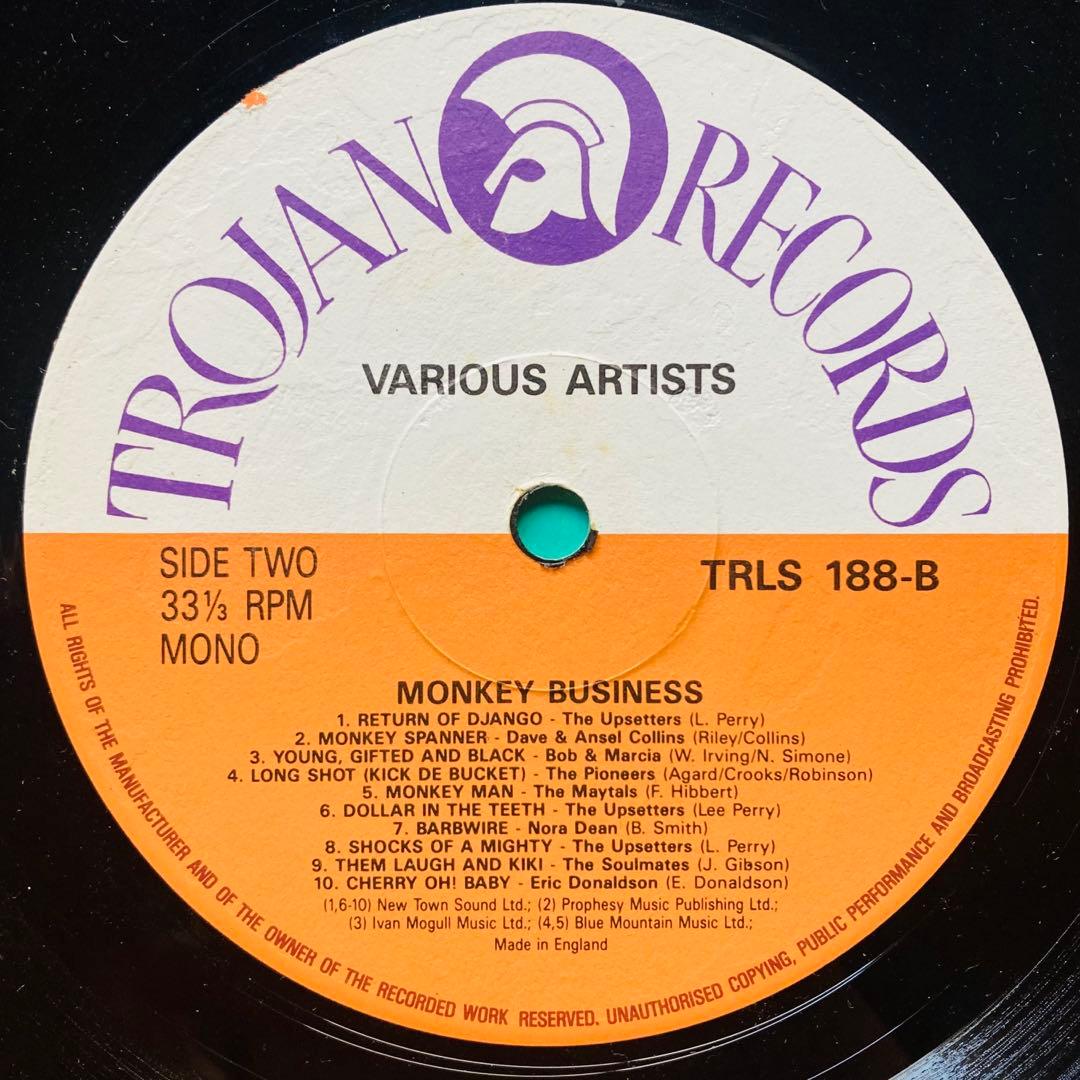 TROJAN RECORDS
VARIOUS ARTISTS
SIDE TWO
33⅓ RPM
MONO
TRLS 188-B
MONKEY BUSINESS
1. RETURN OF DJANGO - The Upsetters (L. Perry)
2. MONKEY SPANNER - Dave & Ansel Collins (Riley/Collins)
3. YOUNG, GIFTED AND BLACK - Bob & Marcia (W. Irving/N. Simone)
4. LONG SHOT (KICK DE BUCKET) - The Pioneers (Agard/Crooks/Robinson)
5. MONKEY MAN - The Maytals (F. Hibbert)
6. DOLLAR IN THE TEETH - The Upsetters (Lee Perry)
7. BARBWIRE - Nora Dean (B. Smith)
8. SHOCKS OF A MIGHTY - The Upsetters (L. Perry)
9. THEM LAUGH AND KIKI - The Soulmates (J. Gibson)
10. CHERRY OH! BABY - Eric Donaldson (E. Donaldson)
(1,6-10) New Town Sound Ltd.; (2) Prophesy Music Publishing Ltd.;
(3) Ivan Mogull Music Ltd.; (4,5) Blue Mountain Music Ltd.;
Made in England
ALL RIGHTS OF THE MANUFACTURER AND OF THE OWNER OF THE RECORDED WORK RESERVED. UNAUTHORISED COPYING, PUBLIC PERFORMANCE AND BROADCASTING PROHIBITED.